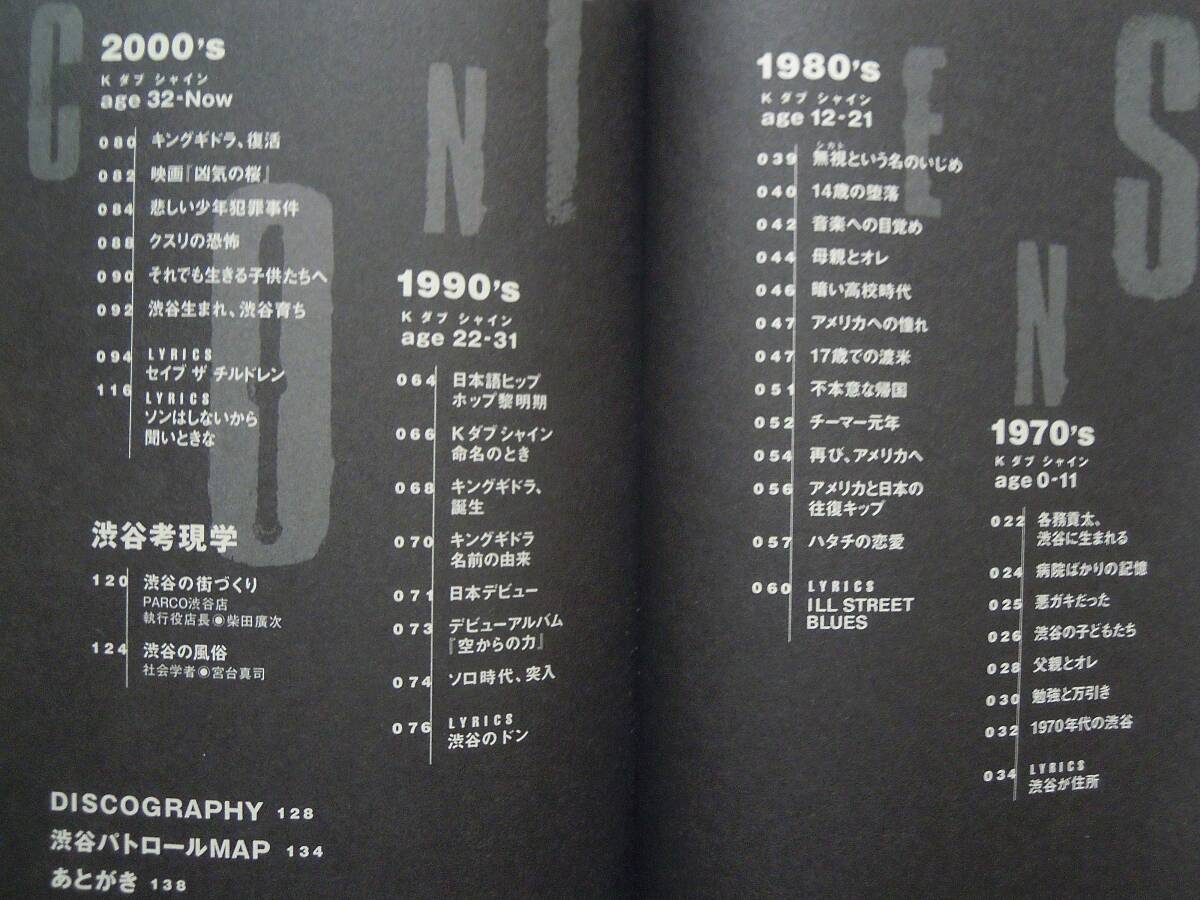 CONTENTS
2000's
K ダブ シャイン
age 32-Now
080 キングギドラ、復活
082 映画『凶気の桜』
084 悲しい少年犯罪事件
088 クスリの恐怖
090 それでも生きる子供たちへ
092 渋谷生まれ、渋谷育ち
094 LYRICS
セイブ ザ チルドレン
116 LYRICS
ソンはしないから
聞いときな
渋谷考現学
120 渋谷の街づくり
PARCO渋谷店
執行役店長◉柴田廣次
124 渋谷の風俗
社会学者◉宮台真司
DISCOGRAPHY 128
渋谷パトロールMAP 134
あとがき 138
1990's
K ダブ シャイン
age 22-31
064 日本語ヒップ
ホップ黎明期
066 K ダブ シャイン
命名のとき
068 キングギドラ、
誕生
070 キングギドラ
名前の由来
071 日本デビュー
073 デビューアルバム
『空からの力』
074 ソロ時代、突入
076 LYRICS
渋谷のドン
1980's
K ダブ シャイン
age 12-21
シカト
039 無視という名のいじめ
040 14歳の堕落
042 音楽への目覚め
044 母親とオレ
046 暗い高校時代
047 アメリカへの憧れ
047 17歳での渡米
051 不本意な帰国
052 チーマー元年
054 再び、アメリカへ
056 アメリカと日本の
往復キップ
057 ハタチの恋愛
060 LYRICS
ILL STREET
BLUES
1970's
K ダブ シャイン
age 0-11
022 各務貢太、
渋谷に生まれる
024 病院ばかりの記憶
025 悪ガキだった
026 渋谷の子どもたち
028 父親とオレ
030 勉強と万引き
032 1970年代の渋谷
034 LYRICS
渋谷が住所